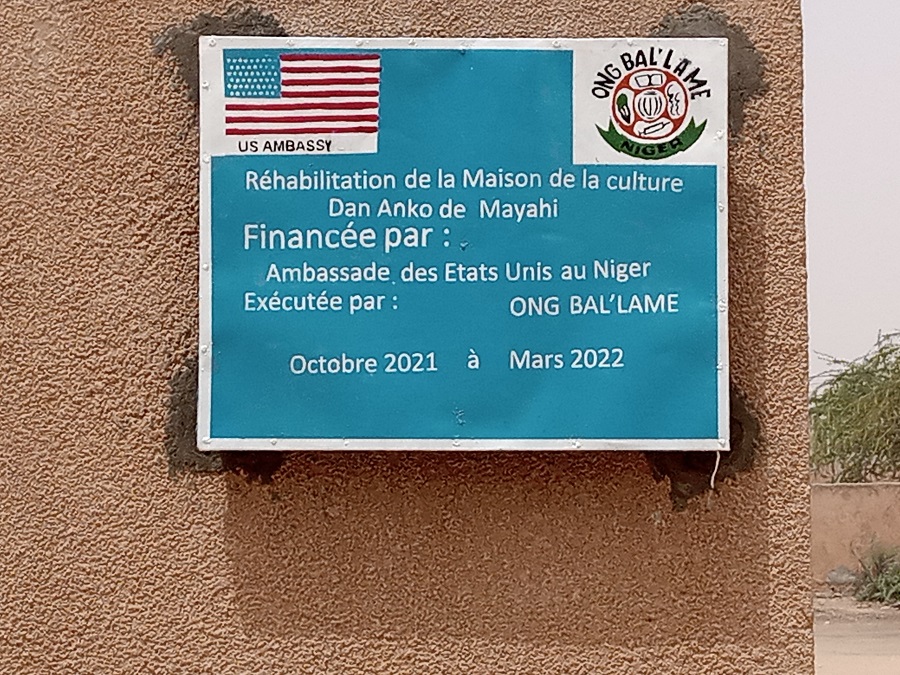 US AMBASSY
ONG BAL'LAME
NIGER
Réhabilitation de la Maison de la culture
Dan Anko de Mayahi
Financée par :
Ambassade des Etats Unis au Niger
Exécutée par : ONG BAL'LAME
Octobre 2021 à Mars 2022